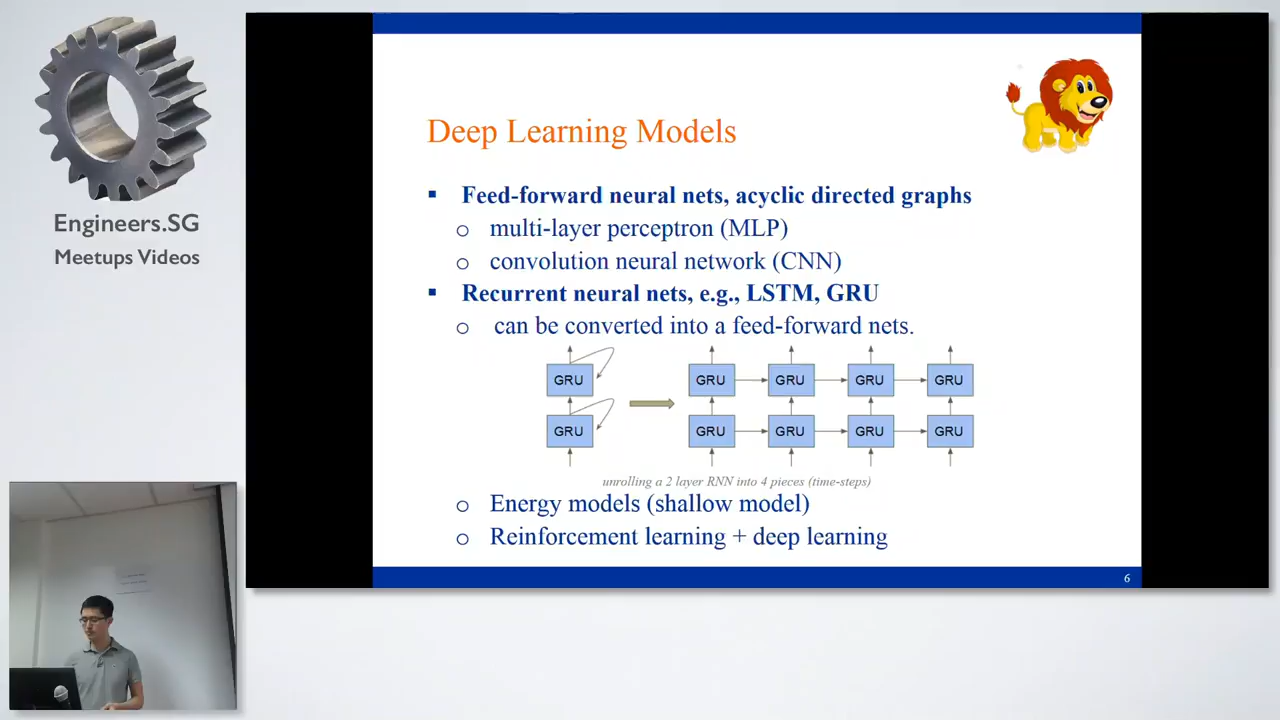 Engineers.SG
Meetups Videos
Deep Learning Models
▪ Feed-forward neural nets, acyclic directed graphs
o multi-layer perceptron (MLP)
o convolution neural network (CNN)
▪ Recurrent neural nets, e.g., LSTM, GRU
o can be converted into a feed-forward nets.
GRU GRU GRU GRU GRU
GRU GRU GRU GRU GRU
unrolling a 2 layer RNN into 4 pieces (time-steps)
o Energy models (shallow model)
o Reinforcement learning + deep learning
6